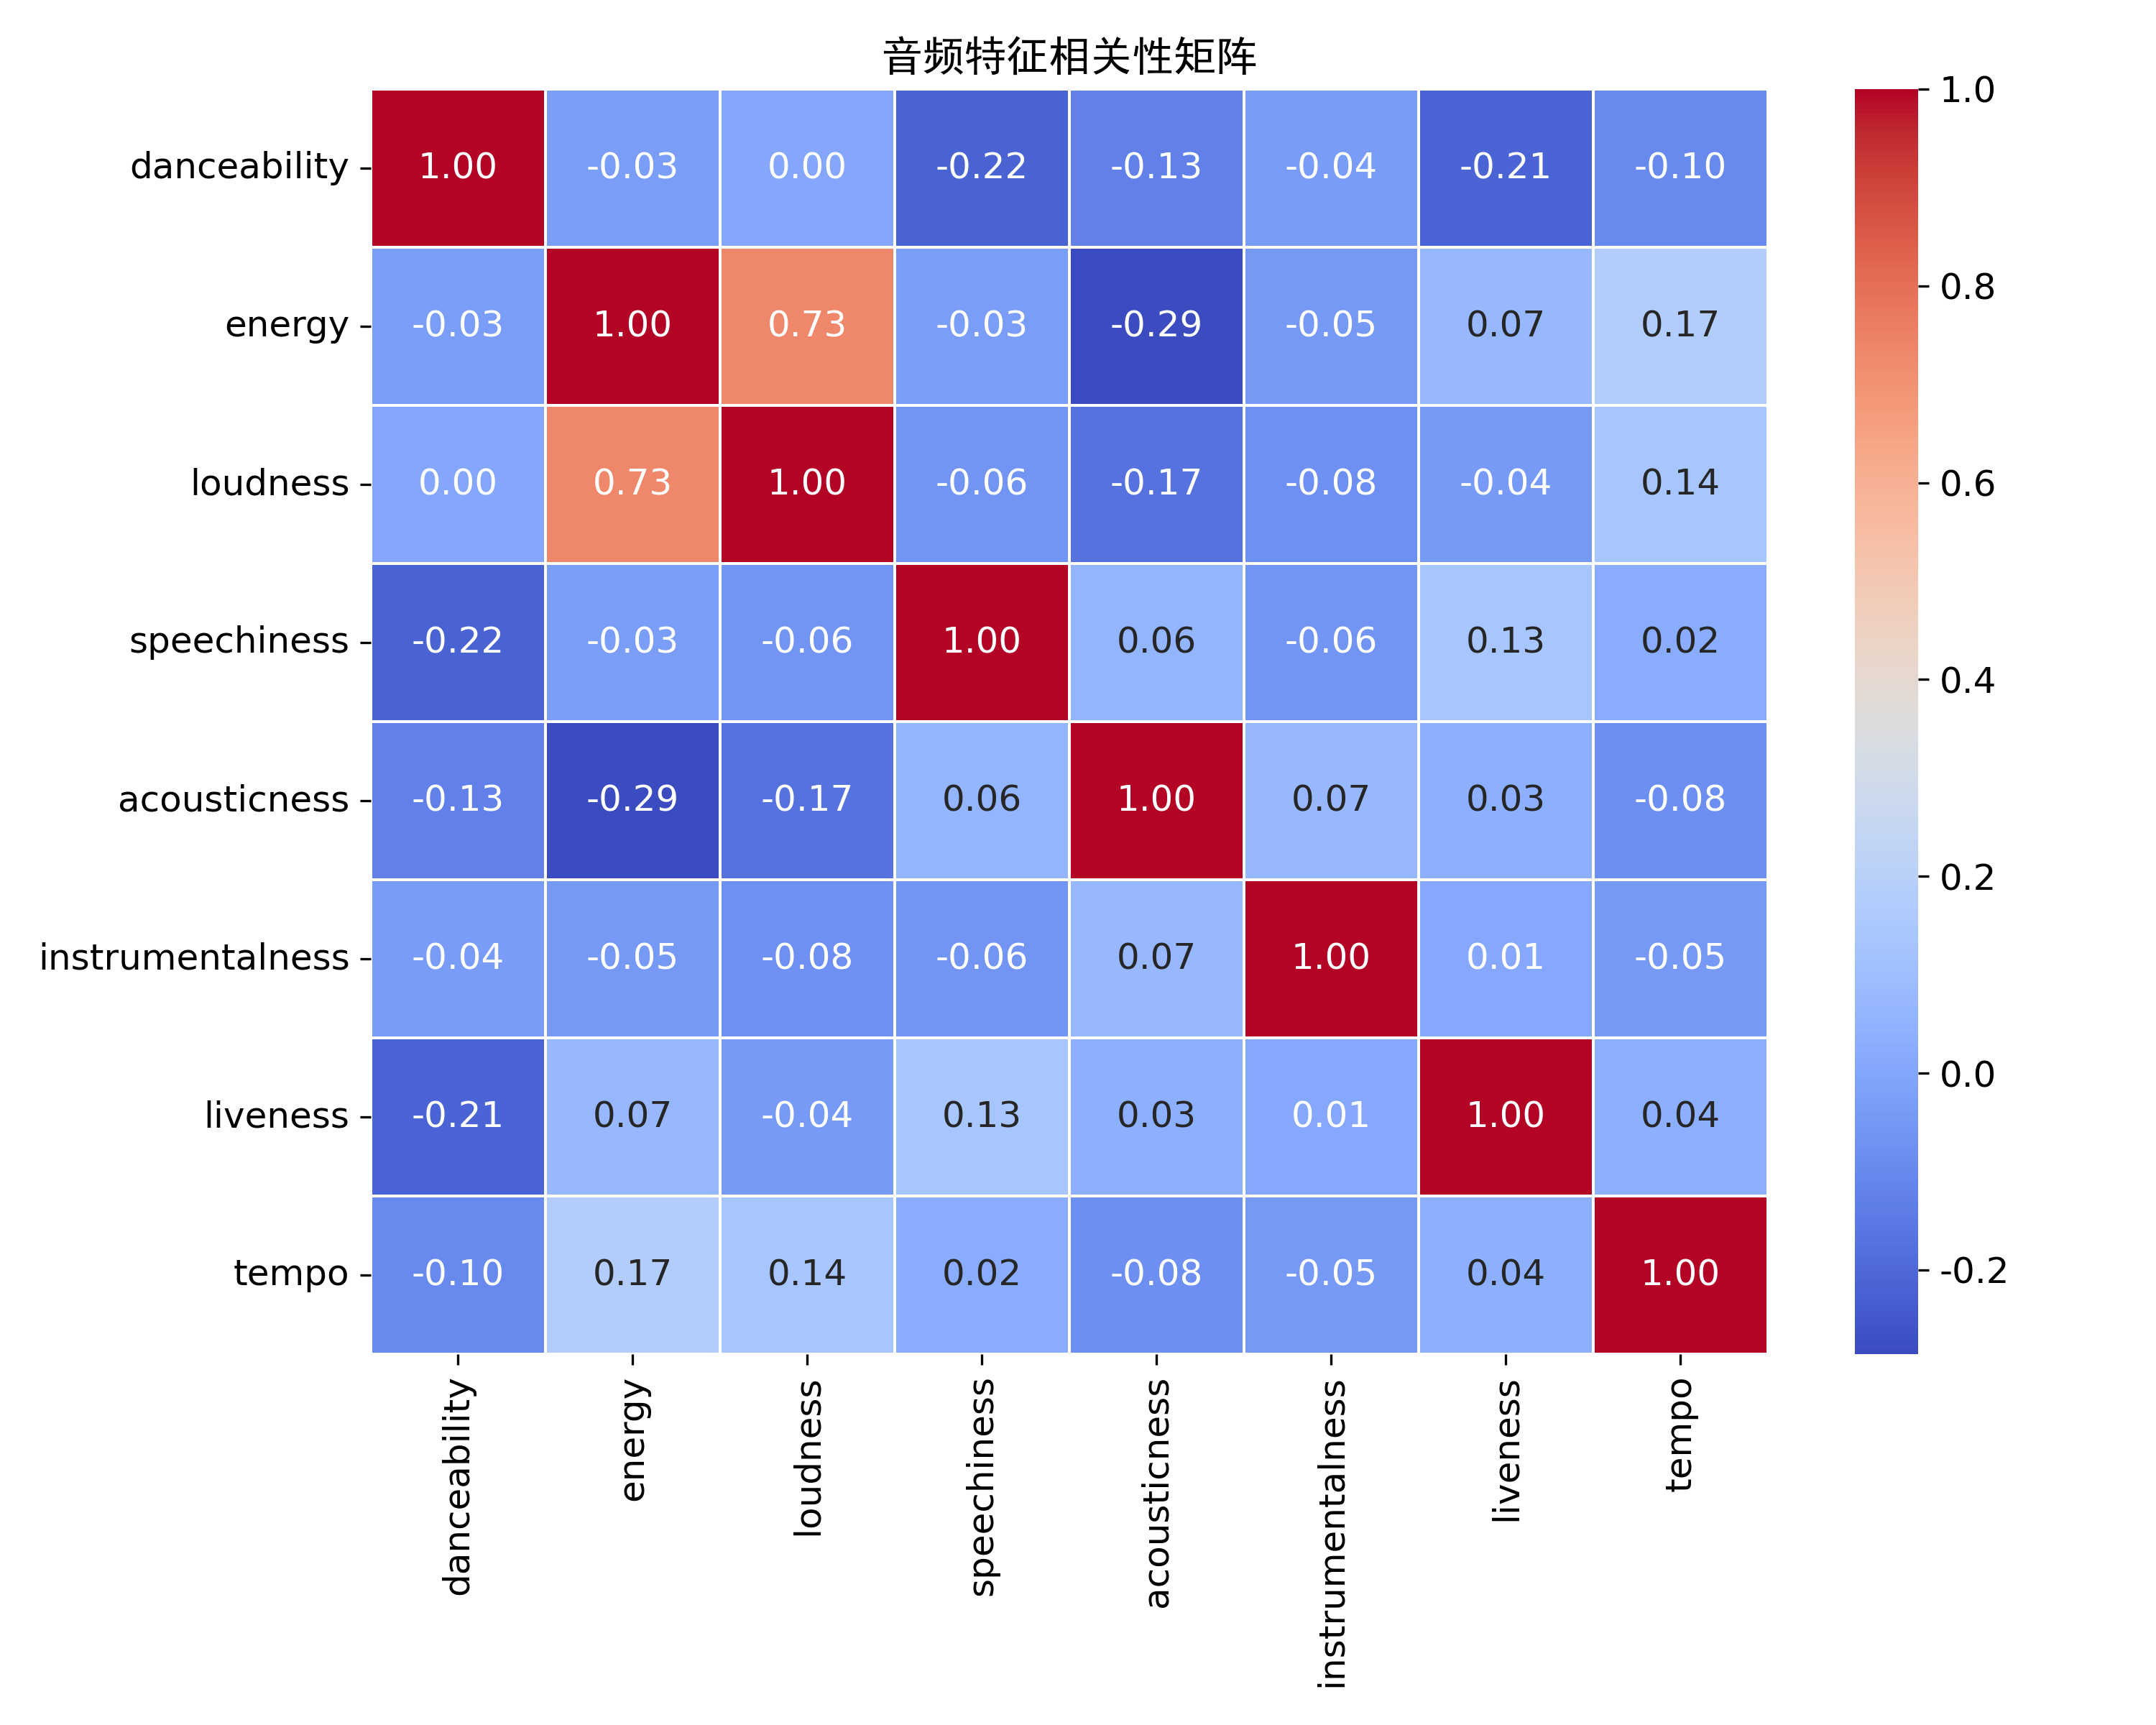 音频特征相关性矩阵
danceability 1.00 -0.03 0.00 -0.22 -0.13 -0.04 -0.21 -0.10
energy -0.03 1.00 0.73 -0.03 -0.29 -0.05 0.07 0.17
loudness 0.00 0.73 1.00 -0.06 -0.17 -0.08 -0.04 0.14
speechiness -0.22 -0.03 -0.06 1.00 0.06 -0.06 0.13 0.02
acousticness -0.13 -0.29 -0.17 0.06 1.00 0.07 0.03 -0.08
instrumentalness -0.04 -0.05 -0.08 -0.06 0.07 1.00 0.01 -0.05
liveness -0.21 0.07 -0.04 0.13 0.03 0.01 1.00 0.04
tempo -0.10 0.17 0.14 0.02 -0.08 -0.05 0.04 1.00
danceability energy loudness speechiness acousticness instrumentalness liveness tempo
1.0
0.8
0.6
0.4
0.2
0.0
-0.2